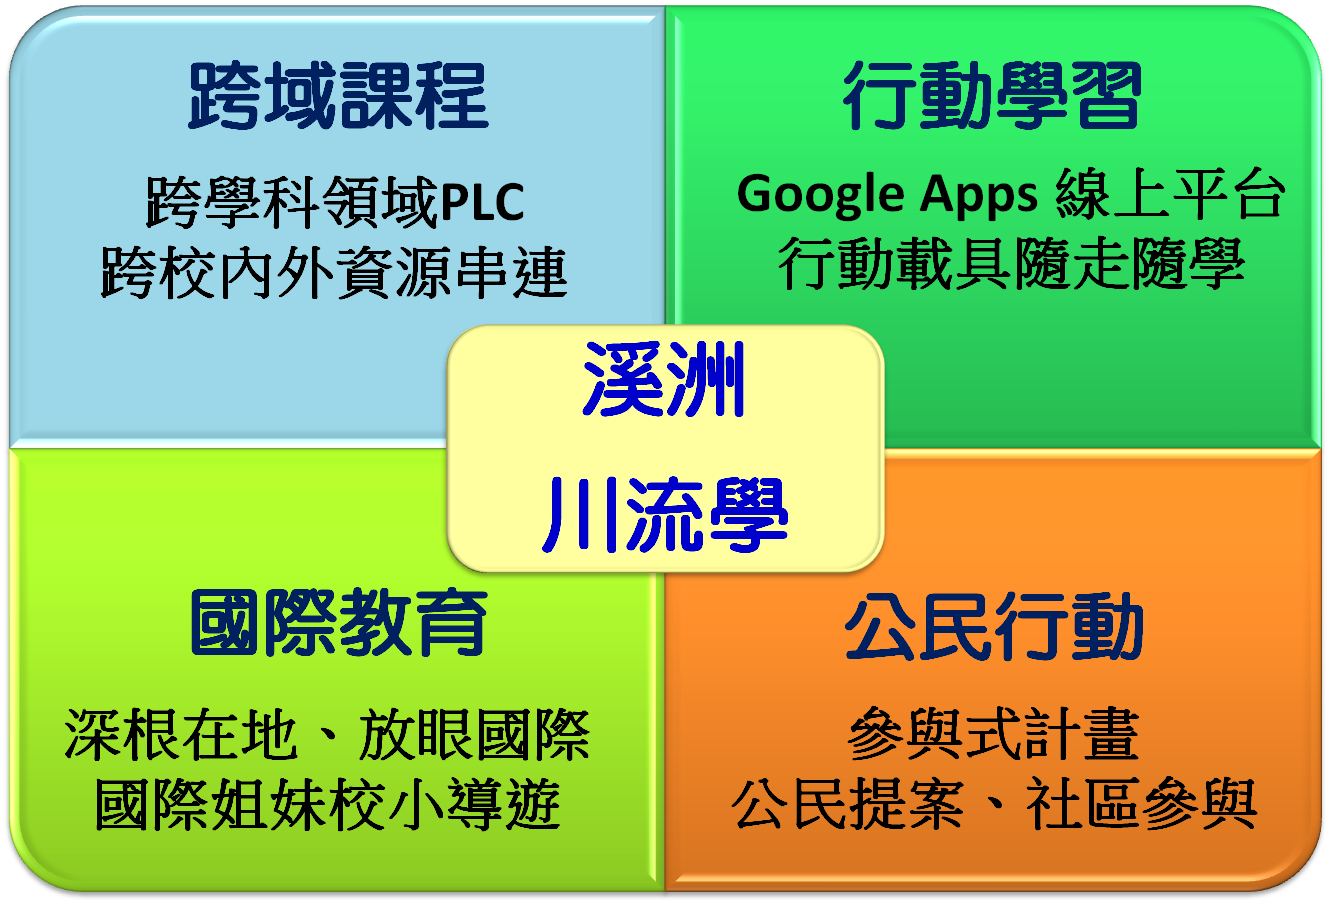 跨域課程
跨學科領域PLC
跨校內外資源串連
行動學習
Google Apps 線上平台
行動載具隨走隨學
溪洲
川流學
國際教育
深根在地、放眼國際
國際姐妹校小導遊
公民行動
參與式計畫
公民提案、社區參與